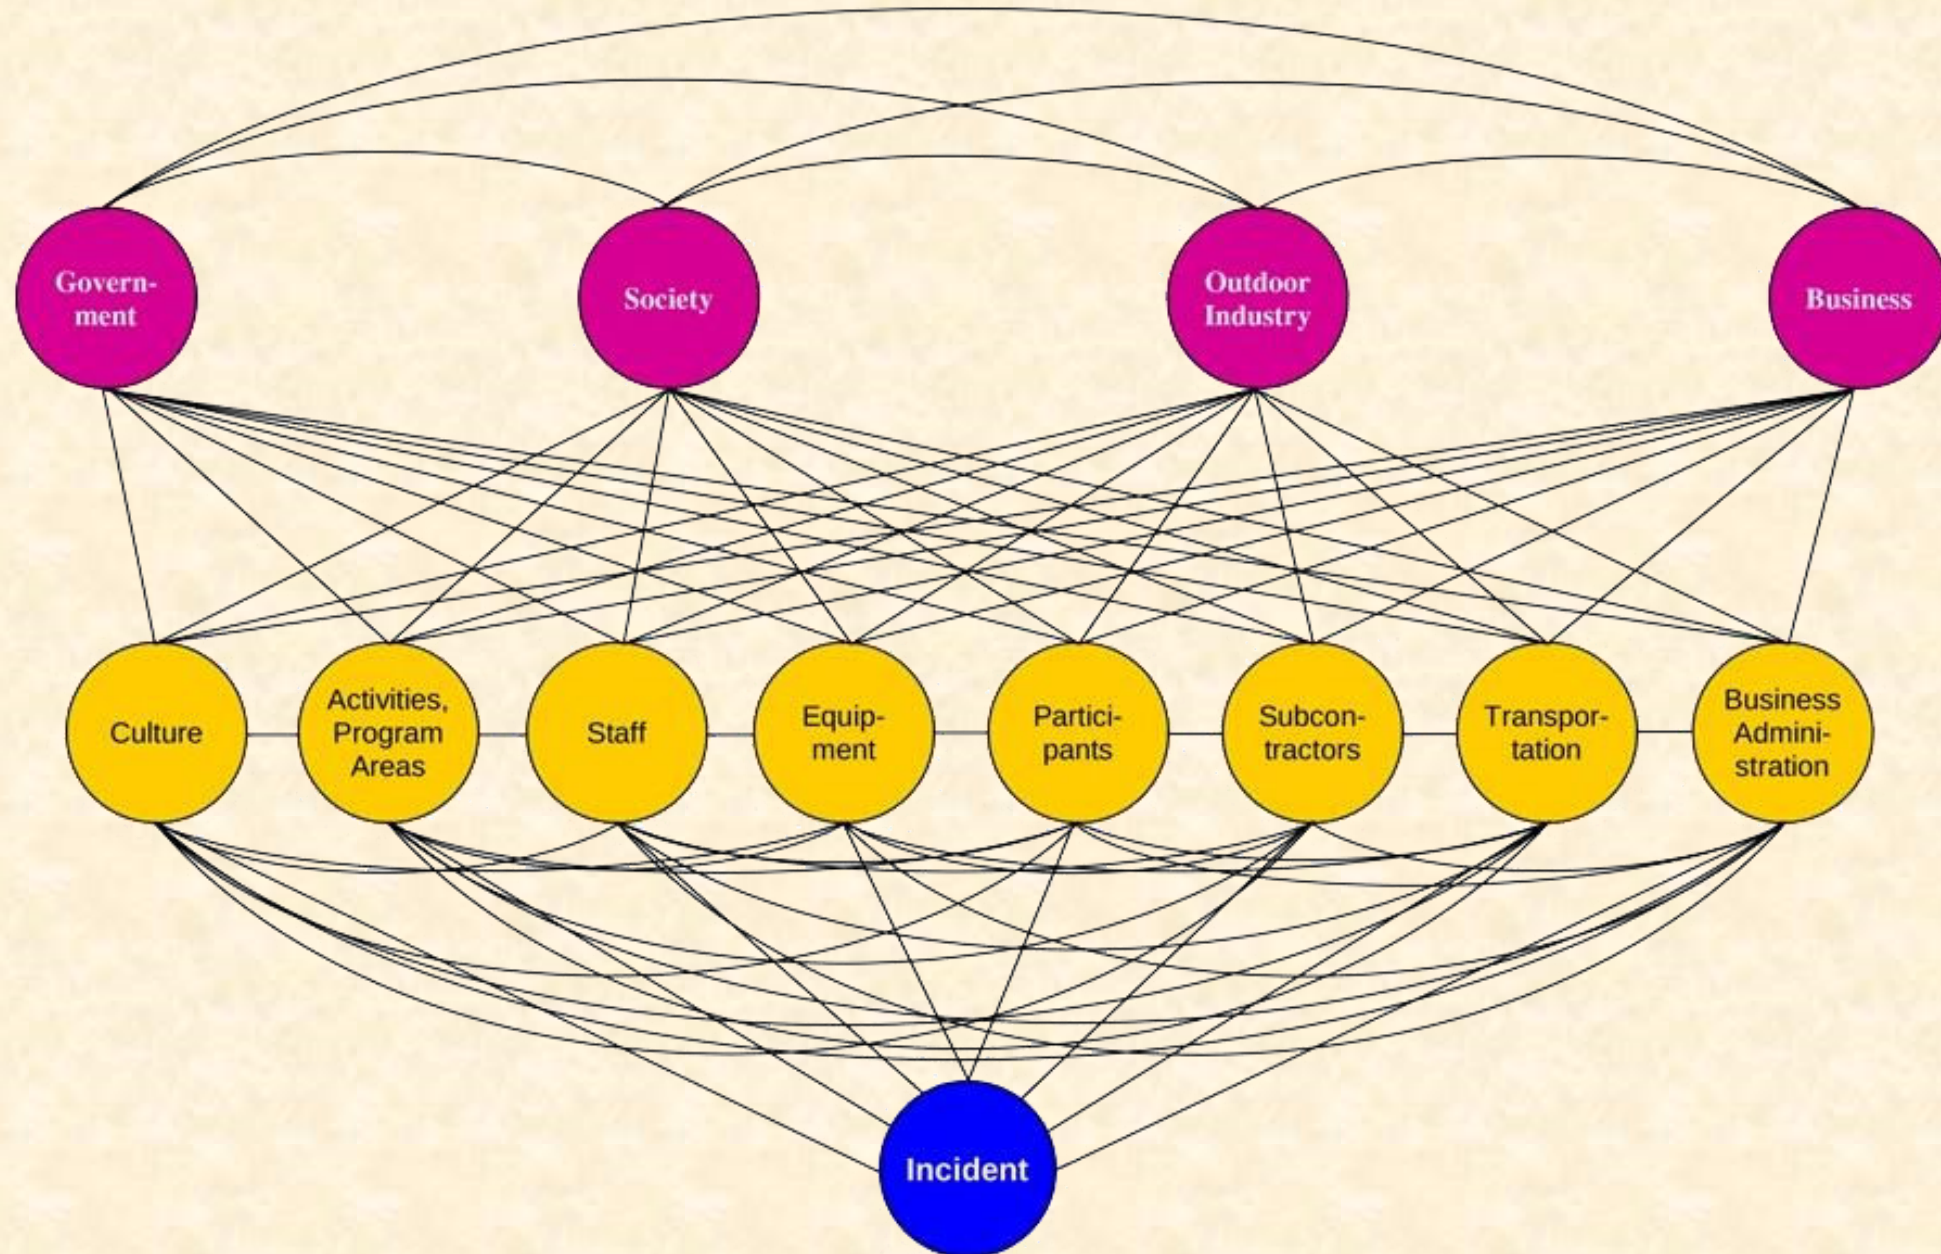 Govern-
ment
Society
Outdoor
Industry
Business
Culture
Activities,
Program
Areas
Staff
Equip-
ment
Partici-
pants
Subcon-
tractors
Transpor-
tation
Business
Admini-
stration
Incident